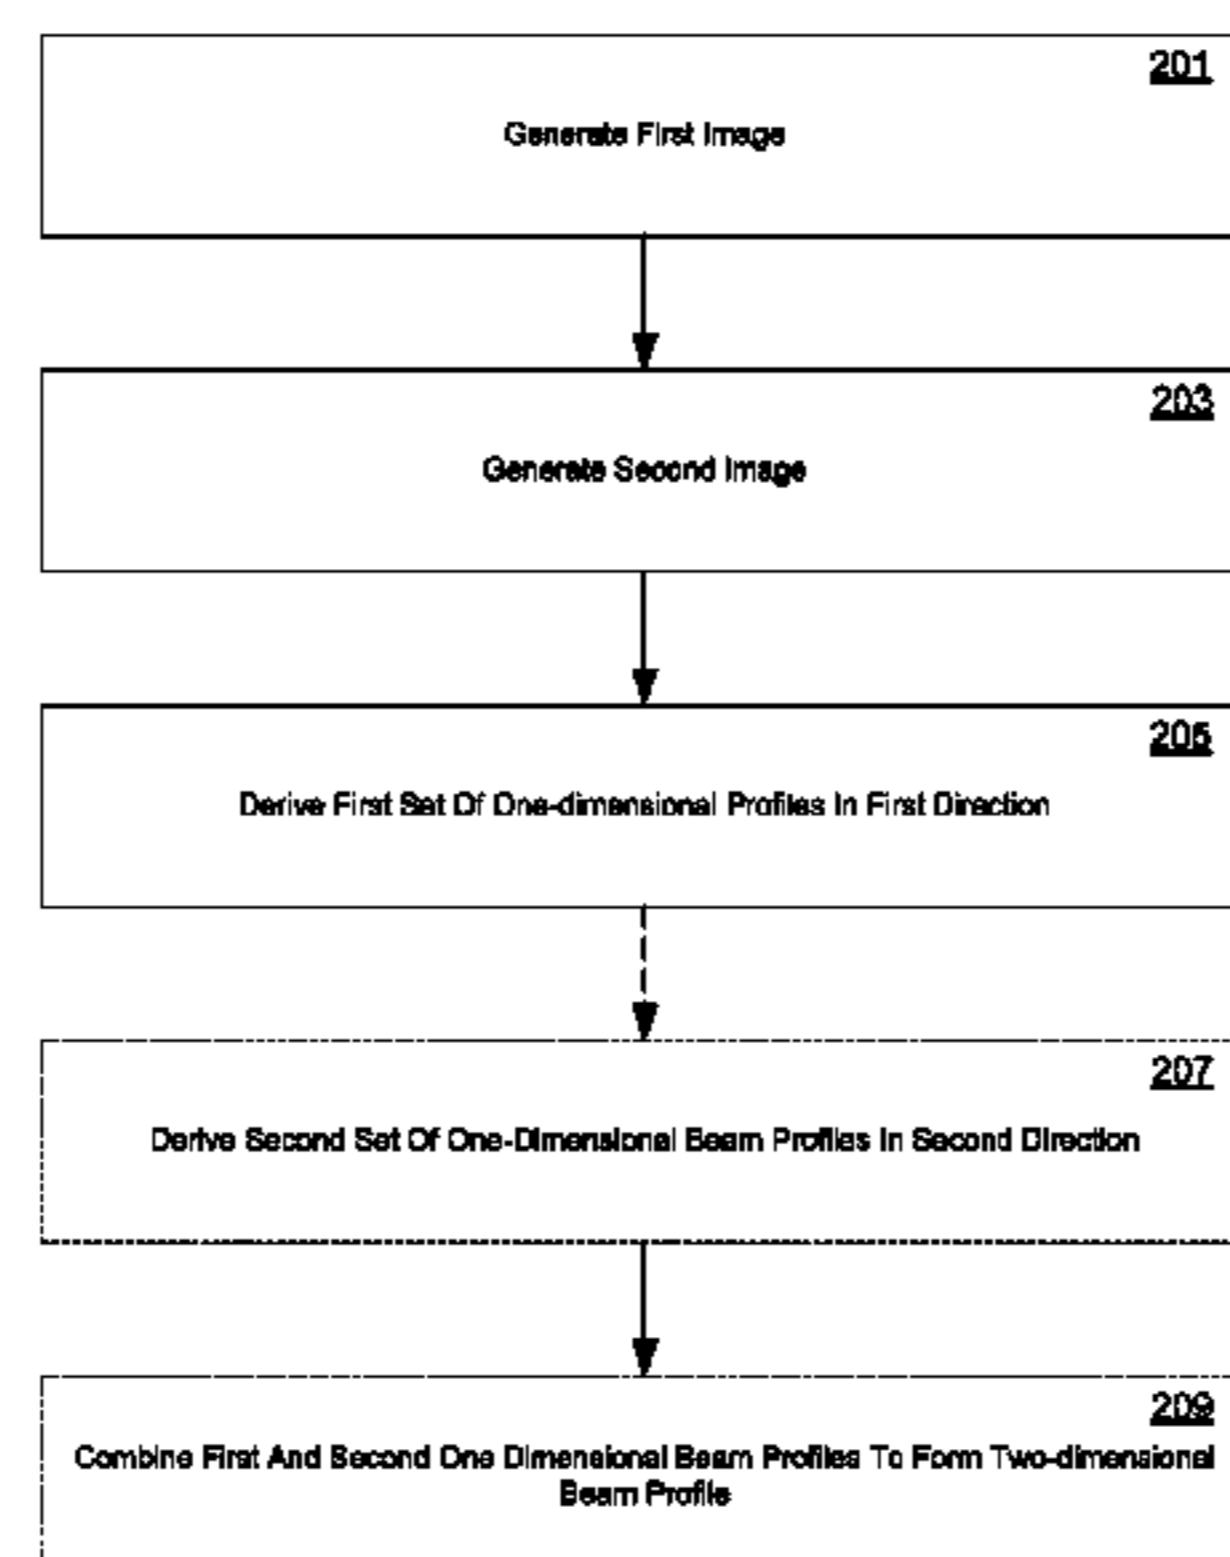 201
Generate First Image
203
Generate Second Image
205
Derive First Set Of One-dimensional Profiles In First Direction
207
Derive Second Set Of One-Dimensional Beam Profiles In Second Direction
209
Combine First And Second One Dimensional Beam Profiles To Form Two-dimensional
Beam Profile